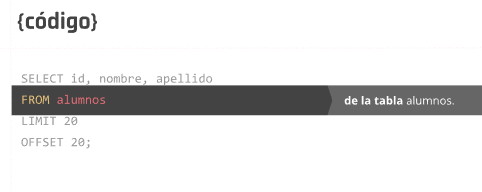 {código}
SELECT id, nombre, apellido
FROM alumnos de la tabla alumnos.
LIMIT 20
OFFSET 20;